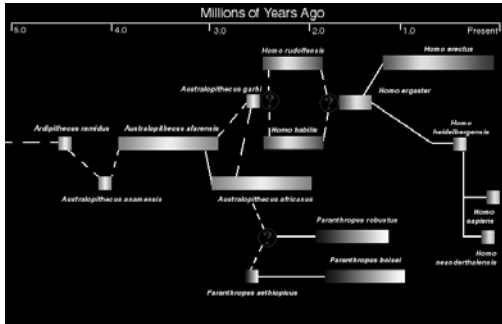 Millions of Years Ago
5.0 4.0 3.0 2.0 1.0 Present
Homo rudolfensis
Homo erectus
Australopithecus garhi
?
?
Homo ergaster
Ardipithecus ramidus
Australopithecus afarensis
Homo habilis
Homo
heidelbergensis
Australopithecus anamensis
Australopithecus africanus
Homo
sapiens
Paranthropus robustus
?
Homo
neanderthalensis
Paranthropus boisei
Paranthropus aethiopicus